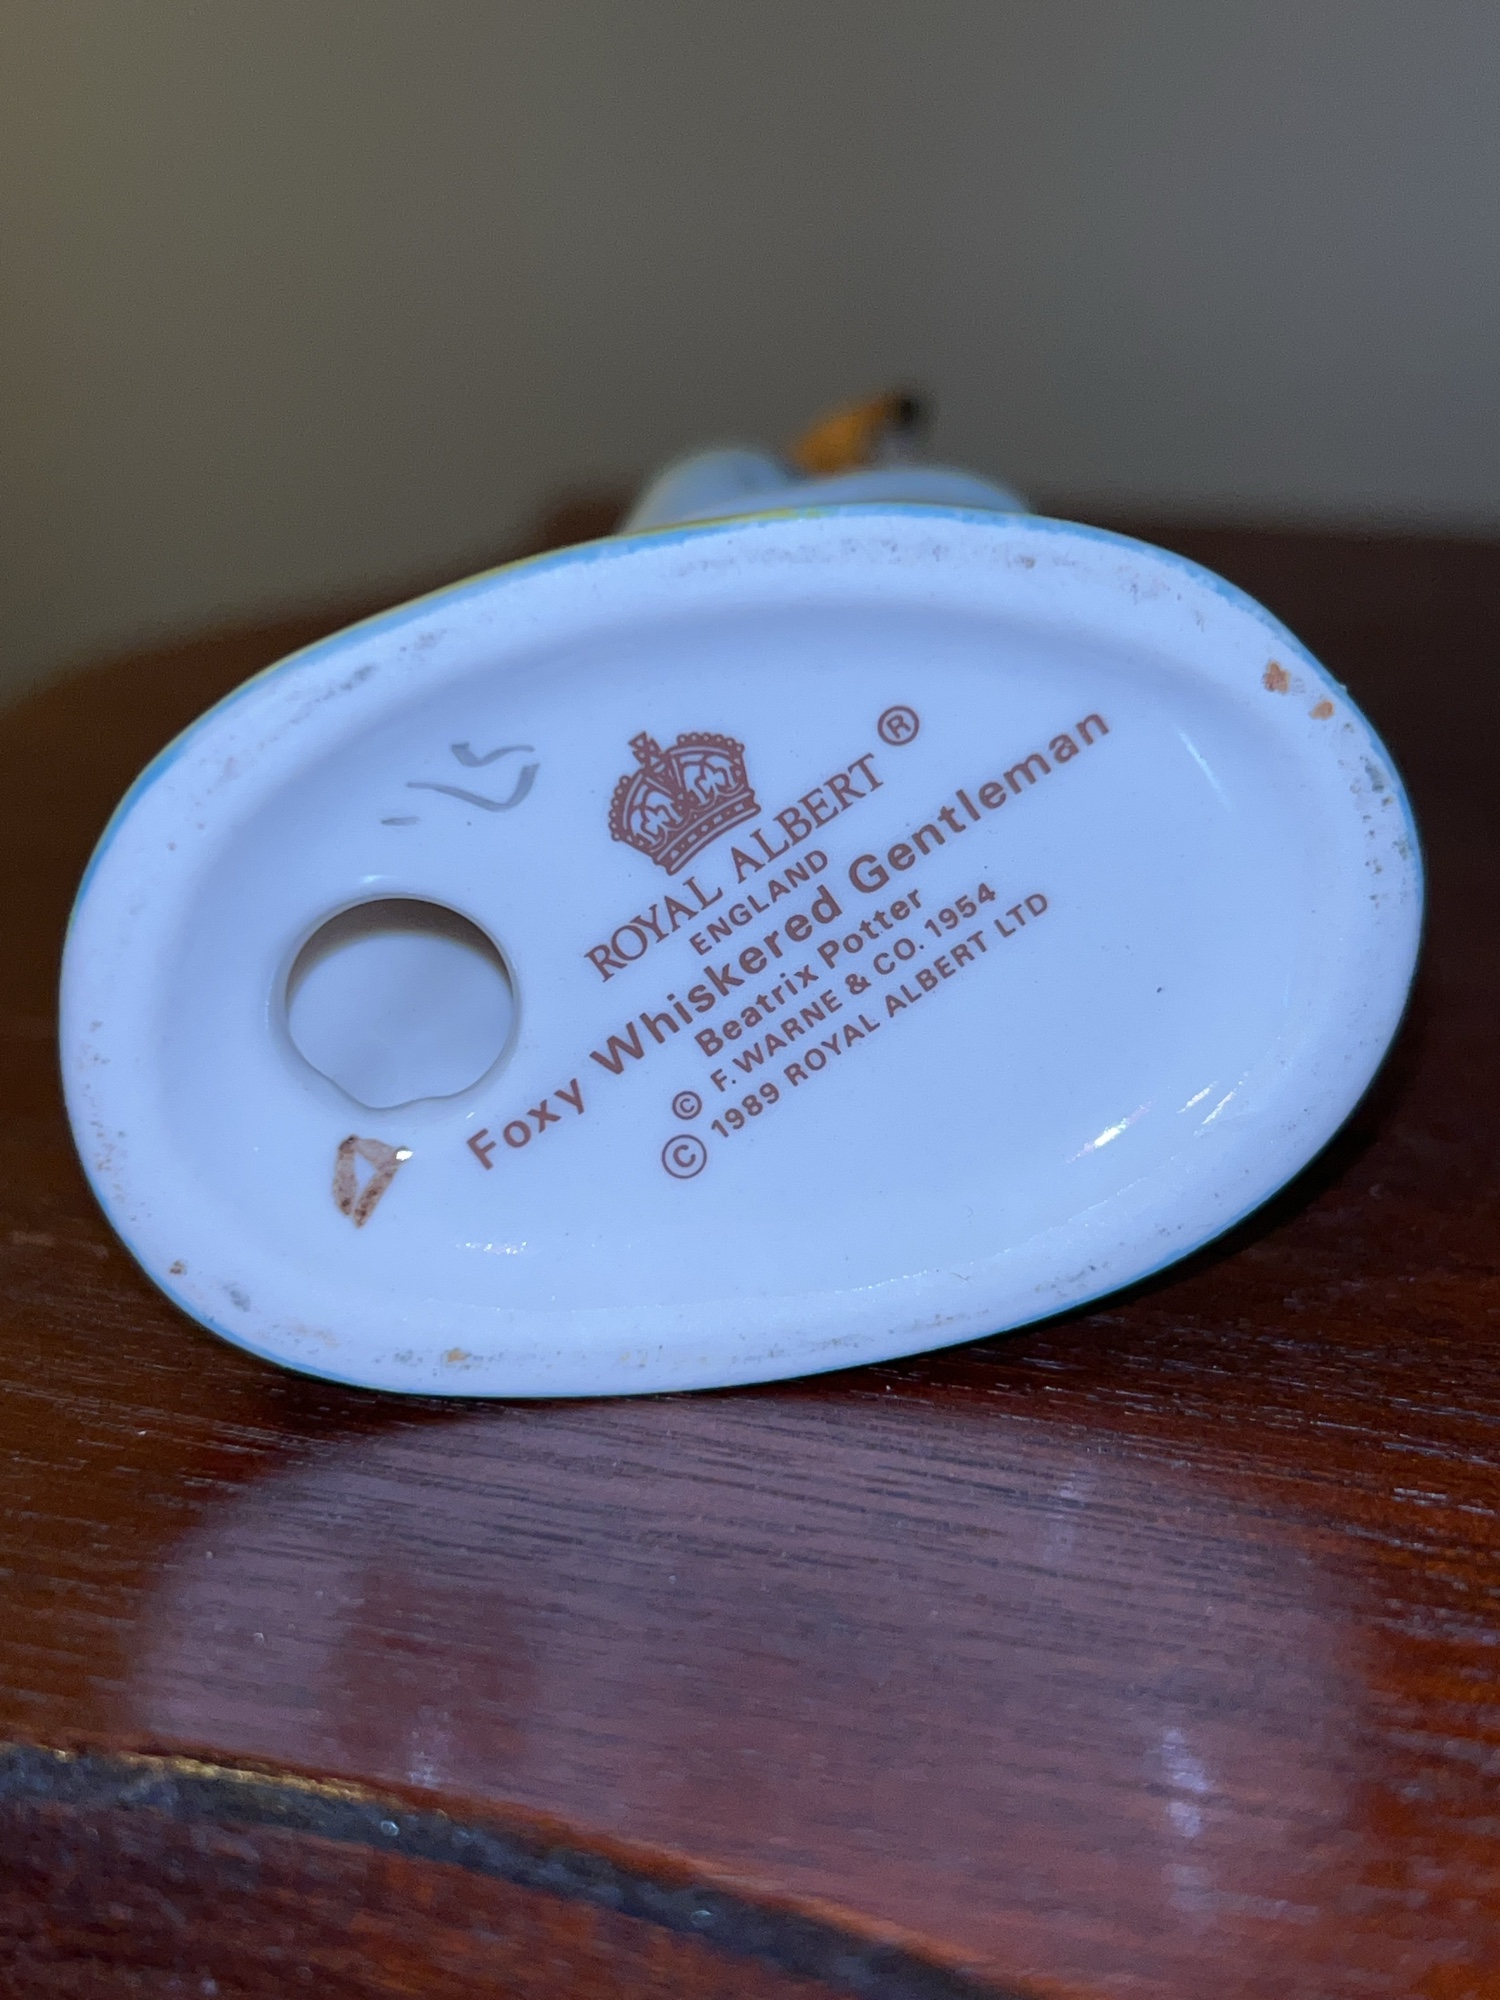 ROYAL ALBERT ®
ENGLAND
Foxy Whiskered Gentleman
Beatrix Potter
© F. WARNE & CO. 1954
© 1989 ROYAL ALBERT LTD